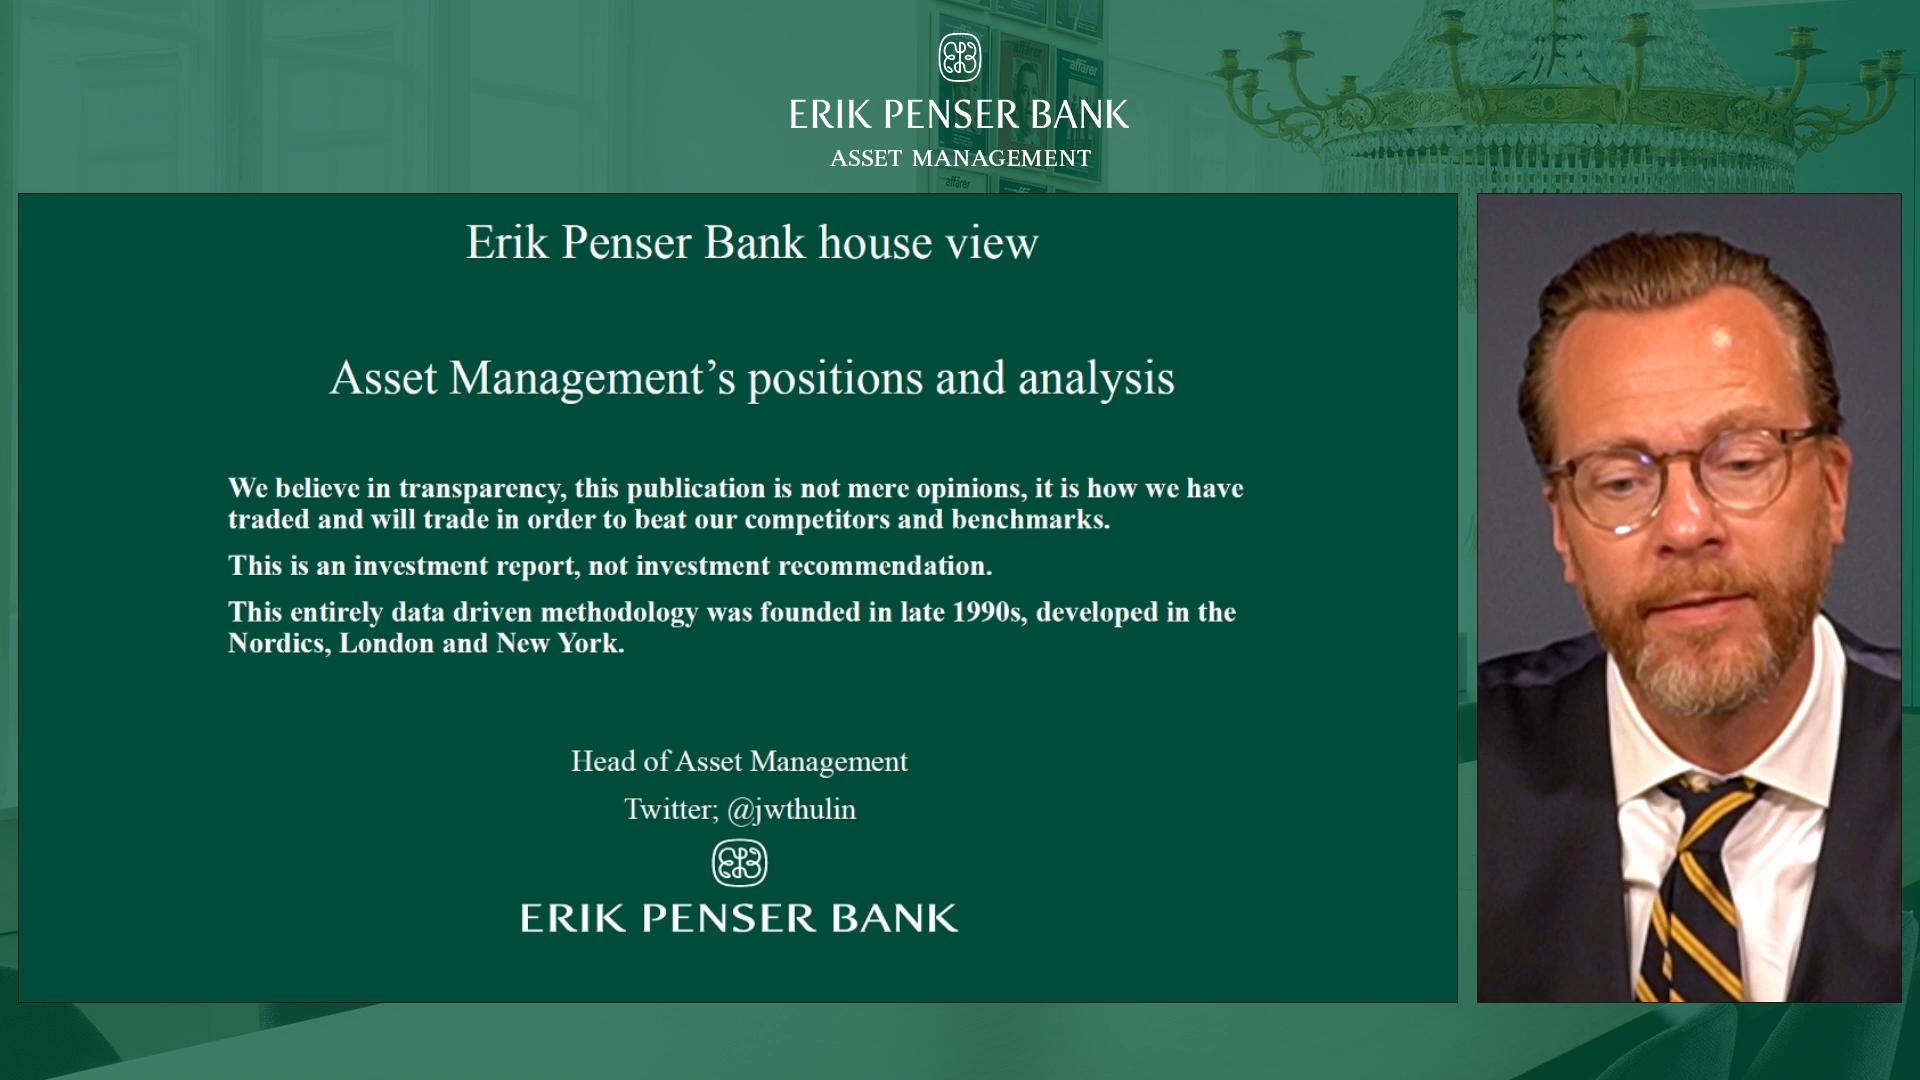 affärer
affärer
ERIK PENSER BANK
ASSET MANAGEMENT
affärer
Erik Penser Bank house view
Asset Management’s positions and analysis
We believe in transparency, this publication is not mere opinions, it is how we have
traded and will trade in order to beat our competitors and benchmarks.
This is an investment report, not investment recommendation.
This entirely data driven methodology was founded in late 1990s, developed in the
Nordics, London and New York.
Head of Asset Management
Twitter; @jwthulin
ERIK PENSER BANK